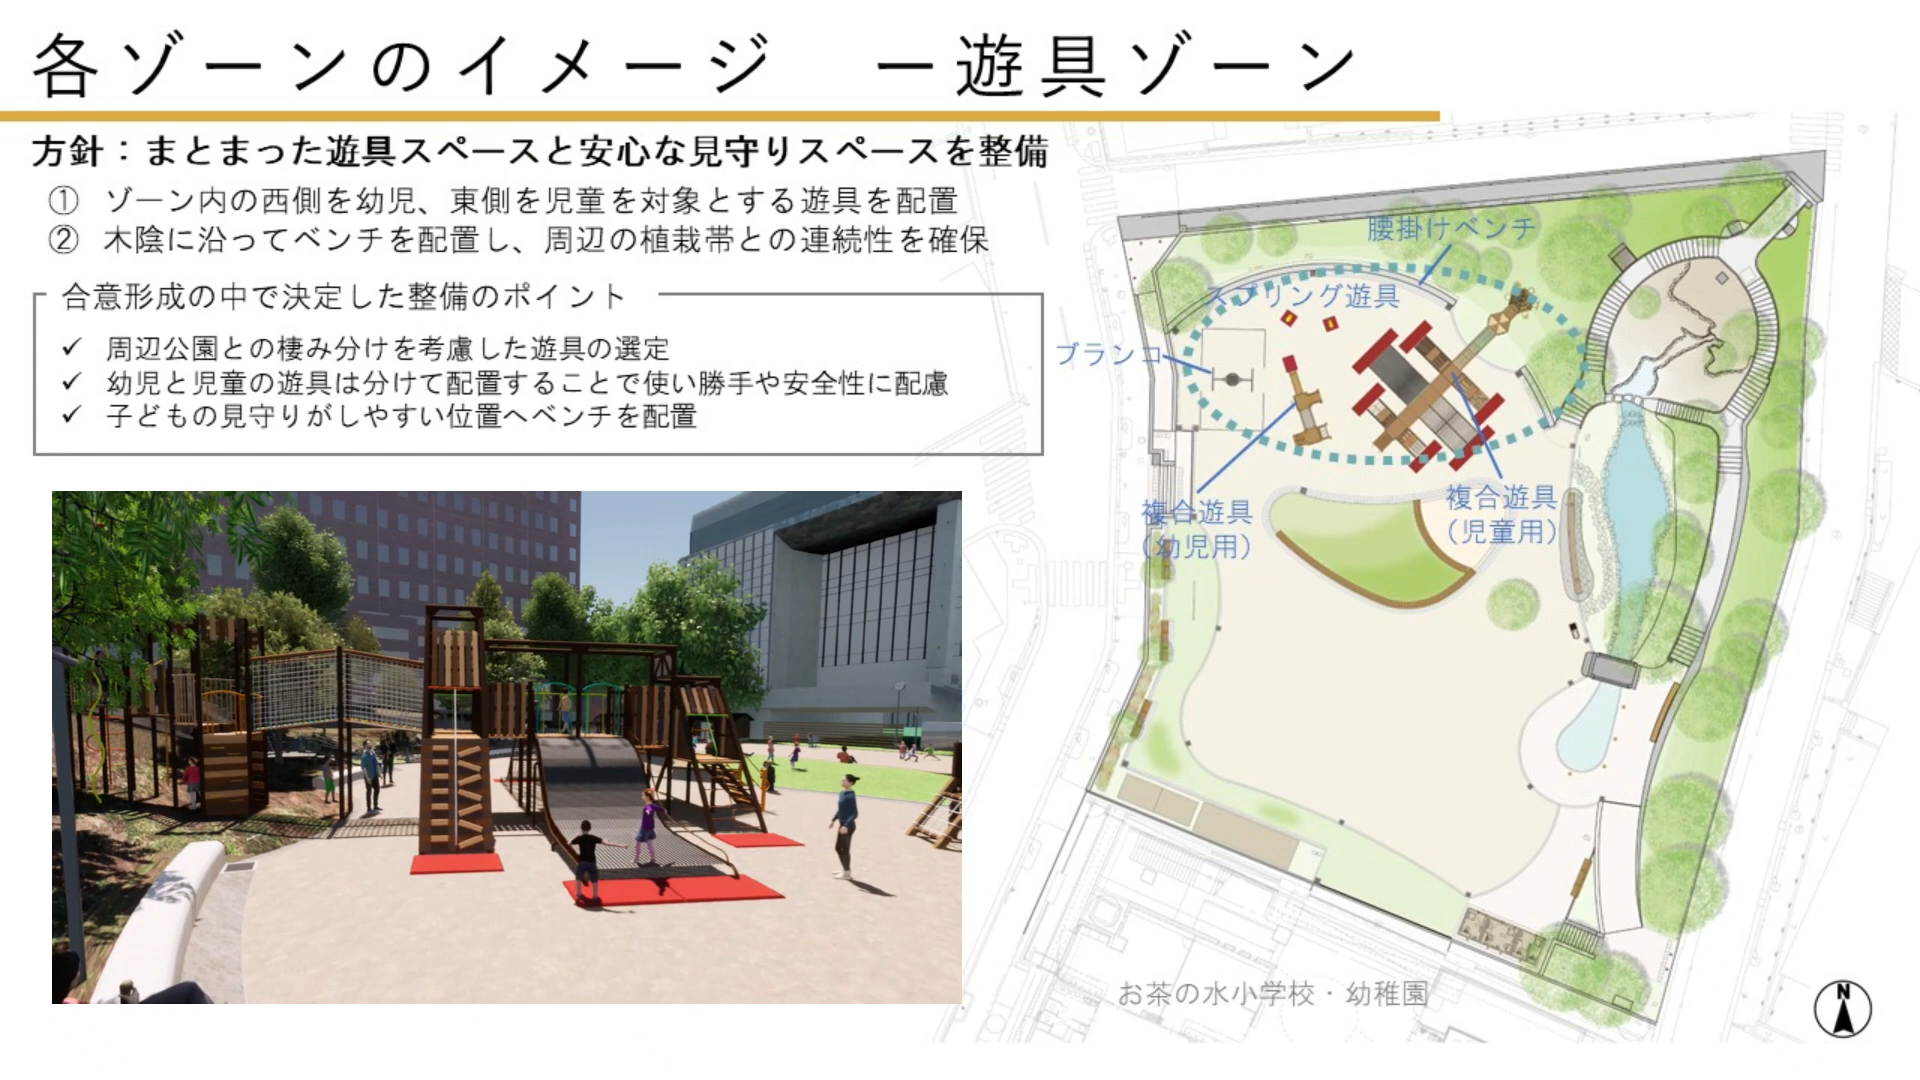 各ゾーンのイメージ　ー遊具ゾーン
方針：まとまった遊具スペースと安心な見守りスペースを整備
①　ゾーン内の西側を幼児、東側を児童を対象とする遊具を配置
②　木陰に沿ってベンチを配置し、周辺の植栽帯との連続性を確保
合意形成の中で決定した整備のポイント
✓　周辺公園との棲み分けを考慮した遊具の選定
✓　幼児と児童の遊具は分けて配置することで使い勝手や安全性に配慮
✓　子どもの見守りがしやすい位置へベンチを配置
腰掛けベンチ
スプリング遊具
ブランコ
複合遊具
（幼児用）
複合遊具
（児童用）
お茶の水小学校・幼稚園
N